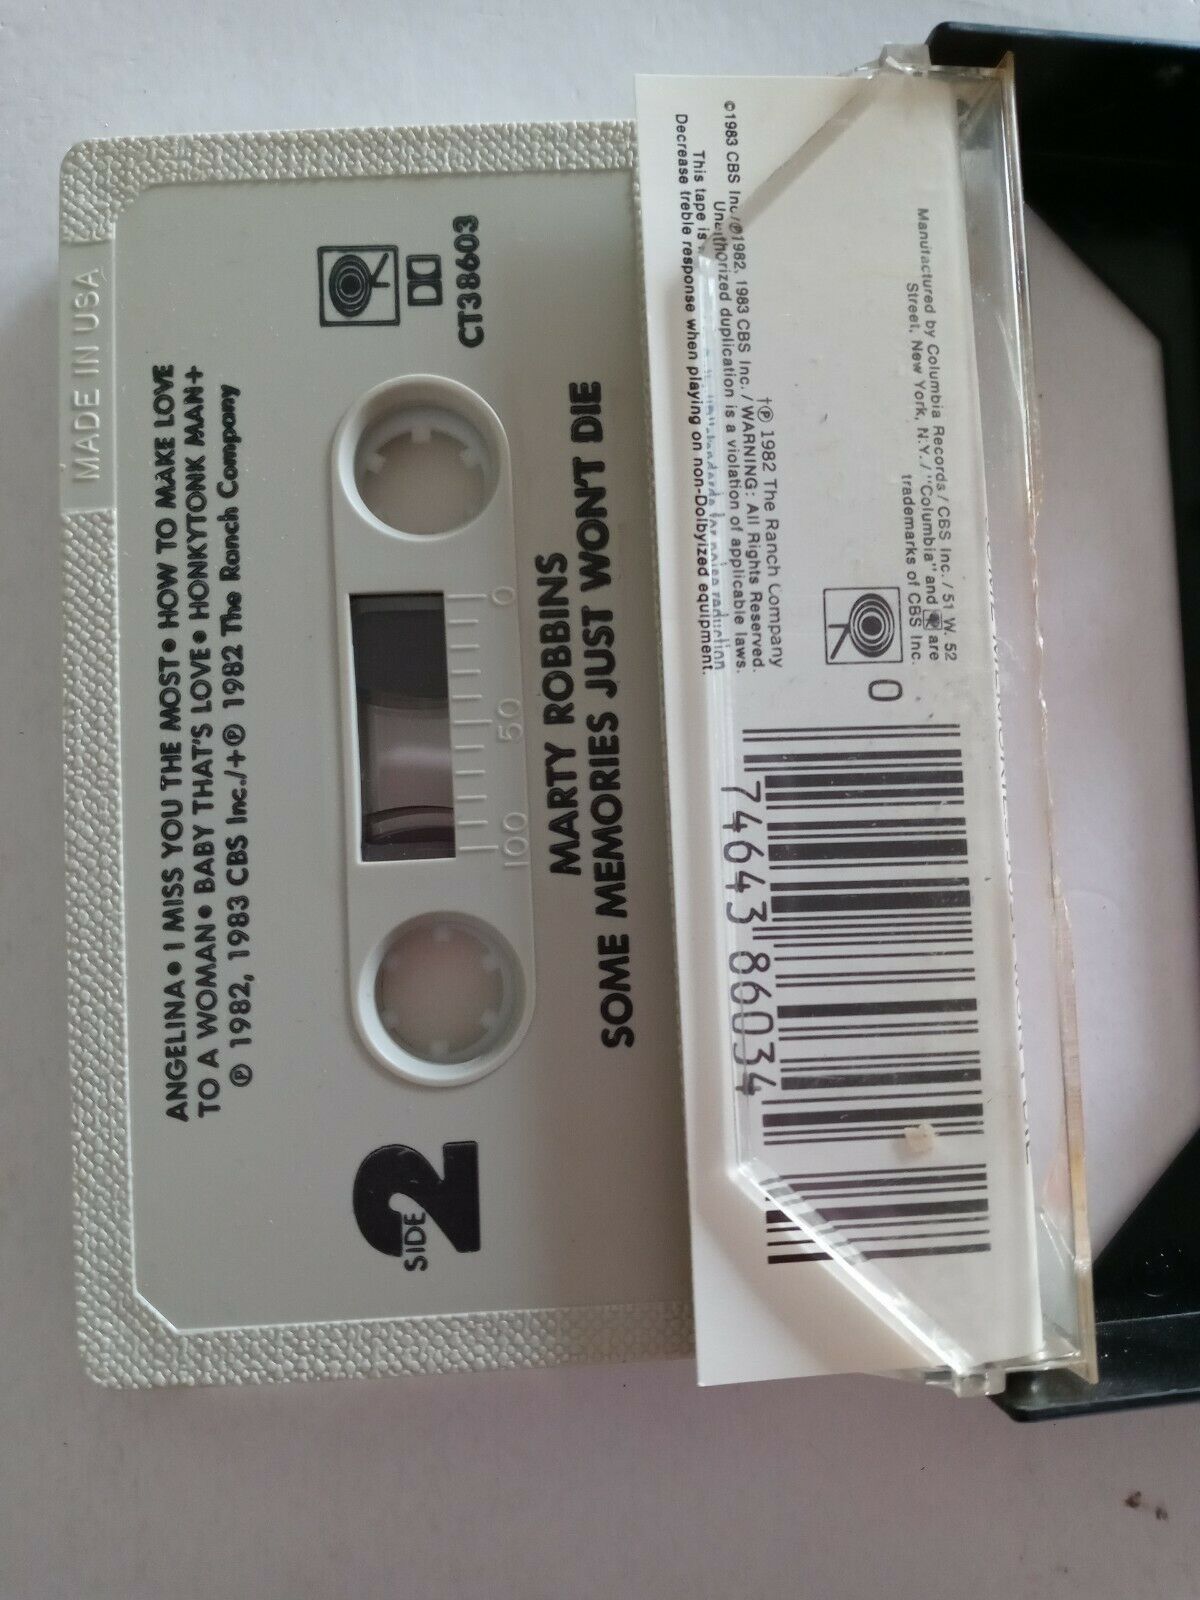 MADE IN USA
ANGELINA • I MISS YOU THE MOST • HOW TO MAKE LOVE
TO A WOMAN • BABY THAT'S LOVE • HONKYTONK MAN+
℗ 1982, 1983 CBS Inc./+℗ 1982 The Ranch Company
SIDE
2
0 50 100
CT38603
MARTY ROBBINS
SOME MEMORIES JUST WON'T DIE
Manufactured by Columbia Records / CBS Inc. / 51 W. 52
Street, New York, N.Y. / "Columbia" and are
trademarks of CBS Inc.
†℗ 1982 The Ranch Company
©1983 CBS Inc./℗1982, 1983 CBS Inc. / WARNING: All Rights Reserved.
Unauthorized duplication is a violation of applicable laws.
This tape is noise reduction
Decrease treble response when playing on non-Dolbyized equipment.
0
74643 86034